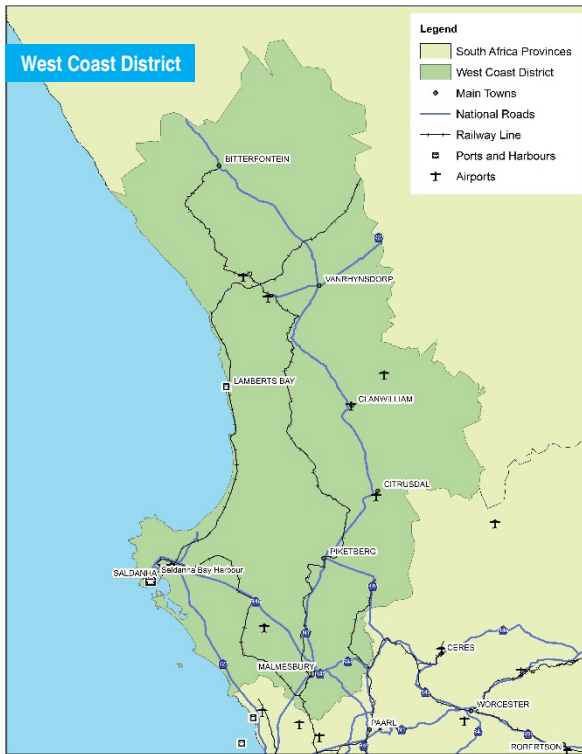 West Coast District
Legend
South Africa Provinces
West Coast District
Main Towns
National Roads
Railway Line
Ports and Harbours
Airports
BITTERFONTEIN
VANRHYNSDORP
LAMBERTS BAY
CLANWILLIAM
CITRUSDAL
PIKETBERG
SALDANHA
Saldanha Bay Harbour
MALMESBURY
CERES
WORCESTER
PAARL
ROBERTSON